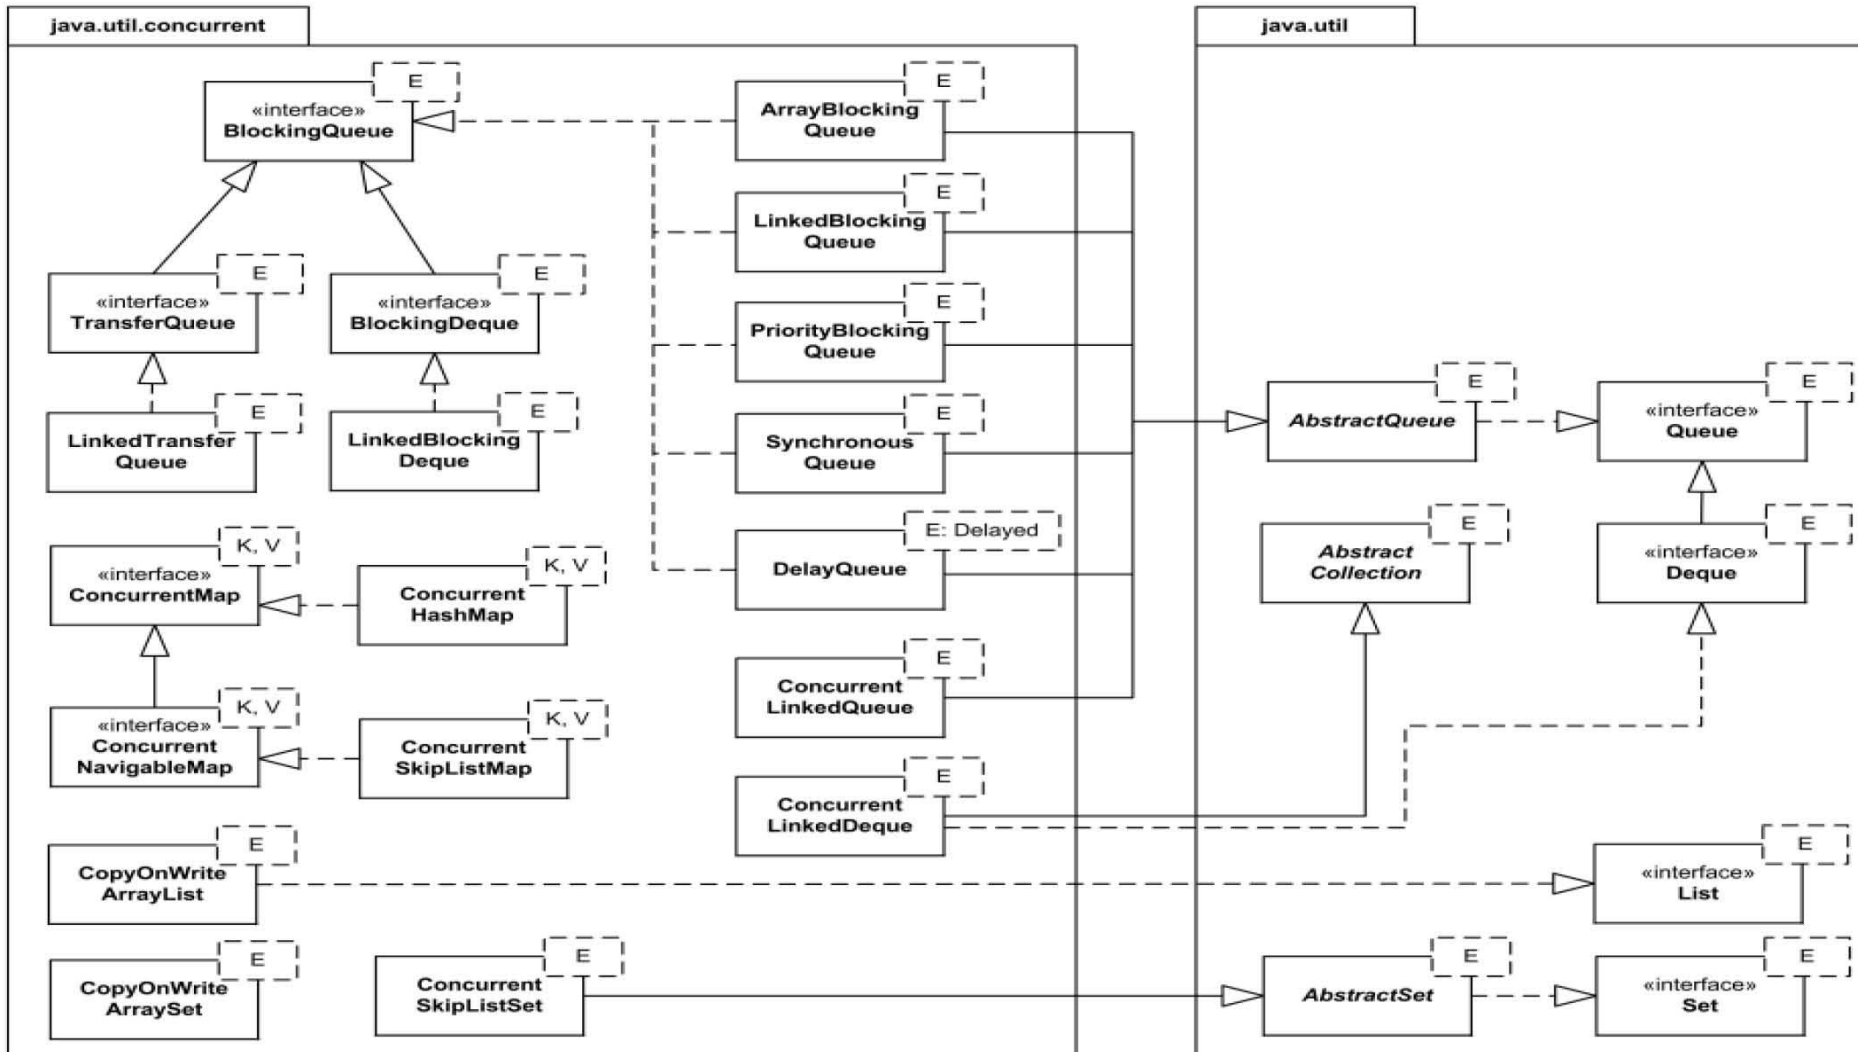 java.util.concurrent
java.util
E
«interface»
BlockingQueue
E
ArrayBlocking
Queue
E
LinkedBlocking
Queue
E
«interface»
TransferQueue
E
«interface»
BlockingDeque
E
PriorityBlocking
Queue
E
LinkedTransfer
Queue
E
LinkedBlocking
Deque
E
Synchronous
Queue
E
AbstractQueue
E
«interface»
Queue
K, V
«interface»
ConcurrentMap
K, V
Concurrent
HashMap
E: Delayed
DelayQueue
E
Abstract
Collection
E
«interface»
Deque
K, V
«interface»
Concurrent
NavigableMap
K, V
Concurrent
SkipListMap
E
Concurrent
LinkedQueue
E
Concurrent
LinkedDeque
E
CopyOnWrite
ArrayList
E
«interface»
List
E
CopyOnWrite
ArraySet
E
Concurrent
SkipListSet
E
AbstractSet
E
«interface»
Set